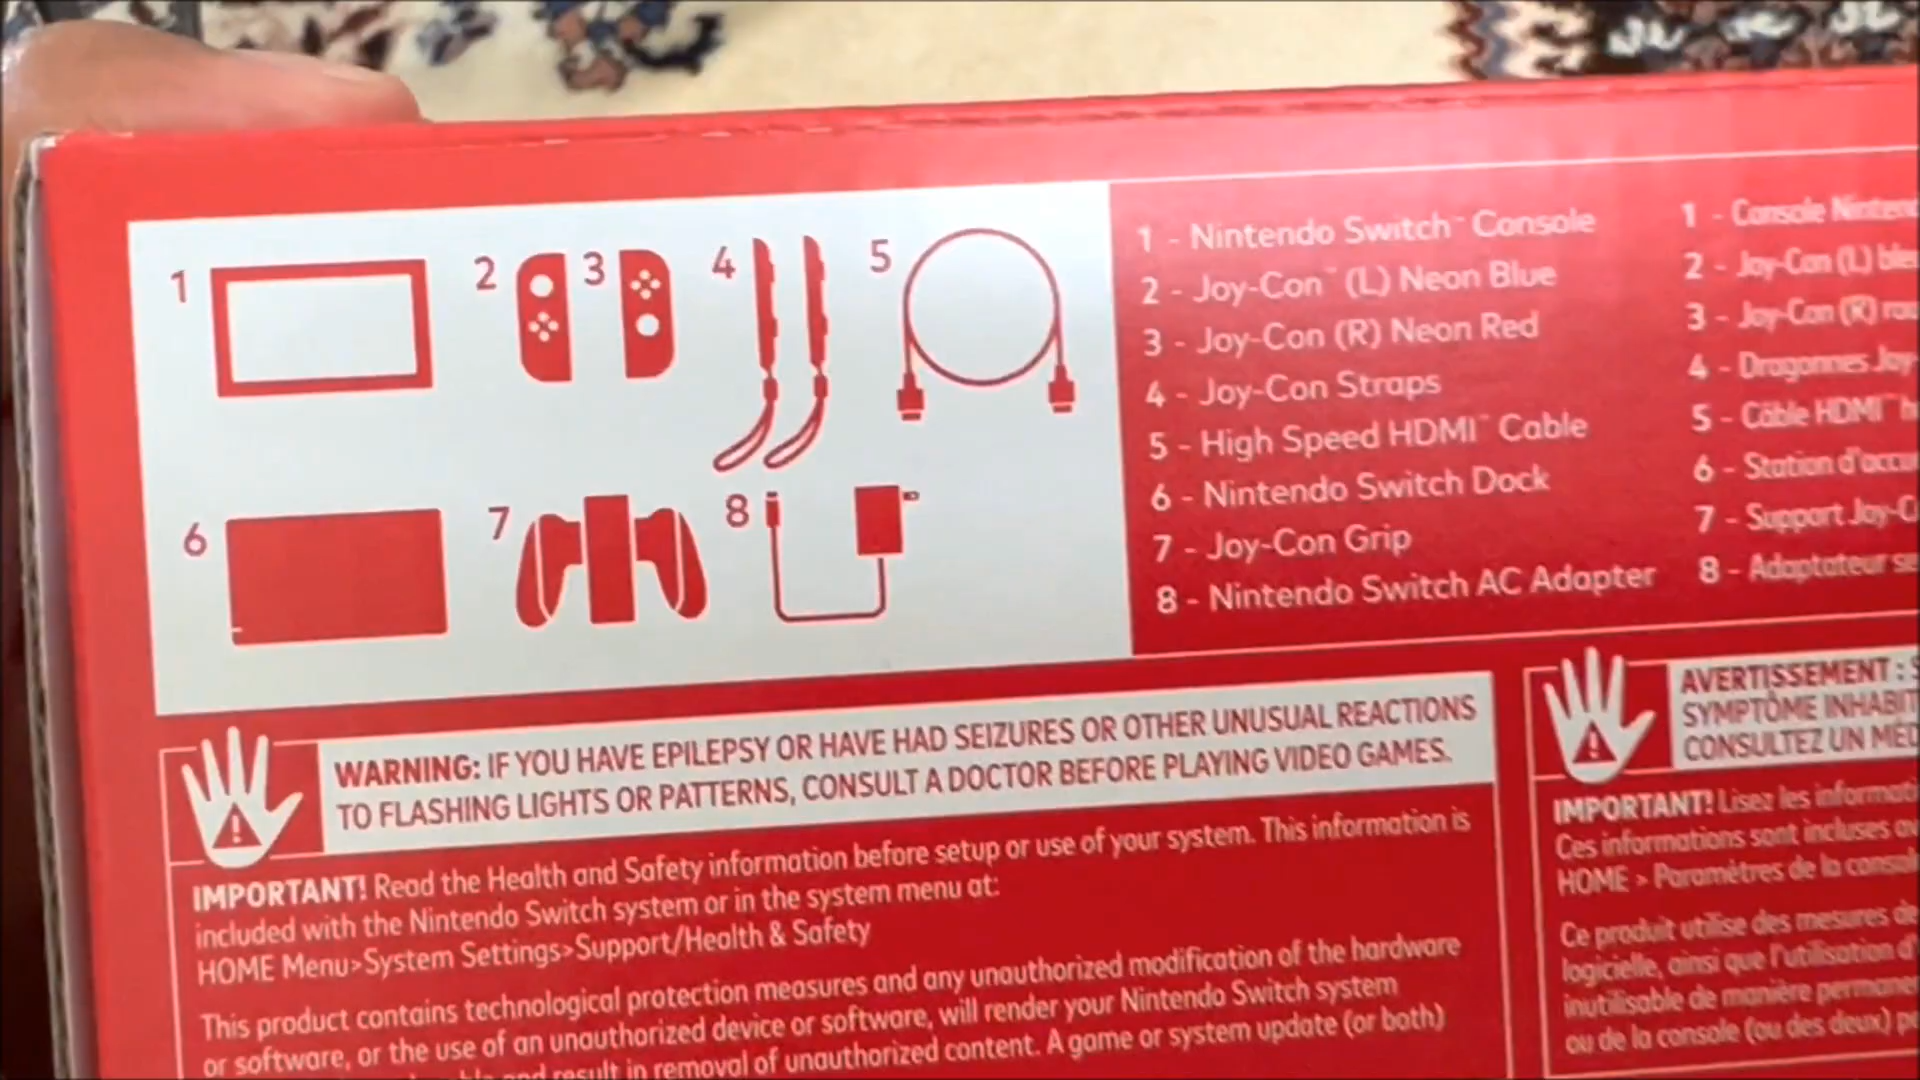 1
2
3
4
5
6
7
8
1 - Nintendo Switch™ Console
2 - Joy-Con™ (L) Neon Blue
3 - Joy-Con (R) Neon Red
4 - Joy-Con Straps
5 - High Speed HDMI™ Cable
6 - Nintendo Switch Dock
7 - Joy-Con Grip
8 - Nintendo Switch AC Adapter
1 - Console
2 - Joy-Con (L)
3 - Joy-Con (R)
4 - Dragonnes
5 - Câble HDMI™
6 - Station
7 - Support
8 - Adaptateur
WARNING: IF YOU HAVE EPILEPSY OR HAVE HAD SEIZURES OR OTHER UNUSUAL REACTIONS
TO FLASHING LIGHTS OR PATTERNS, CONSULT A DOCTOR BEFORE PLAYING VIDEO GAMES.
IMPORTANT! Read the Health and Safety information before setup or use of your system. This information is
included with the Nintendo Switch system or in the system menu at:
HOME Menu>System Settings>Support/Health & Safety
This product contains technological protection measures and any unauthorized modification of the hardware
or software, or the use of an unauthorized device or software, will render your Nintendo Switch system
and result in removal of unauthorized content. A game or system update (or both)
AVERTISSEMENT :
SYMPTÔME
CONSULTEZ UN
IMPORTANT! Lisez les
Ces informations sont incluses
HOME > Paramètres de la
Ce produit utilise des mesures
logicielle, ainsi que l'utilisation
inutilisable de manière
ou de la console (ou des deux)